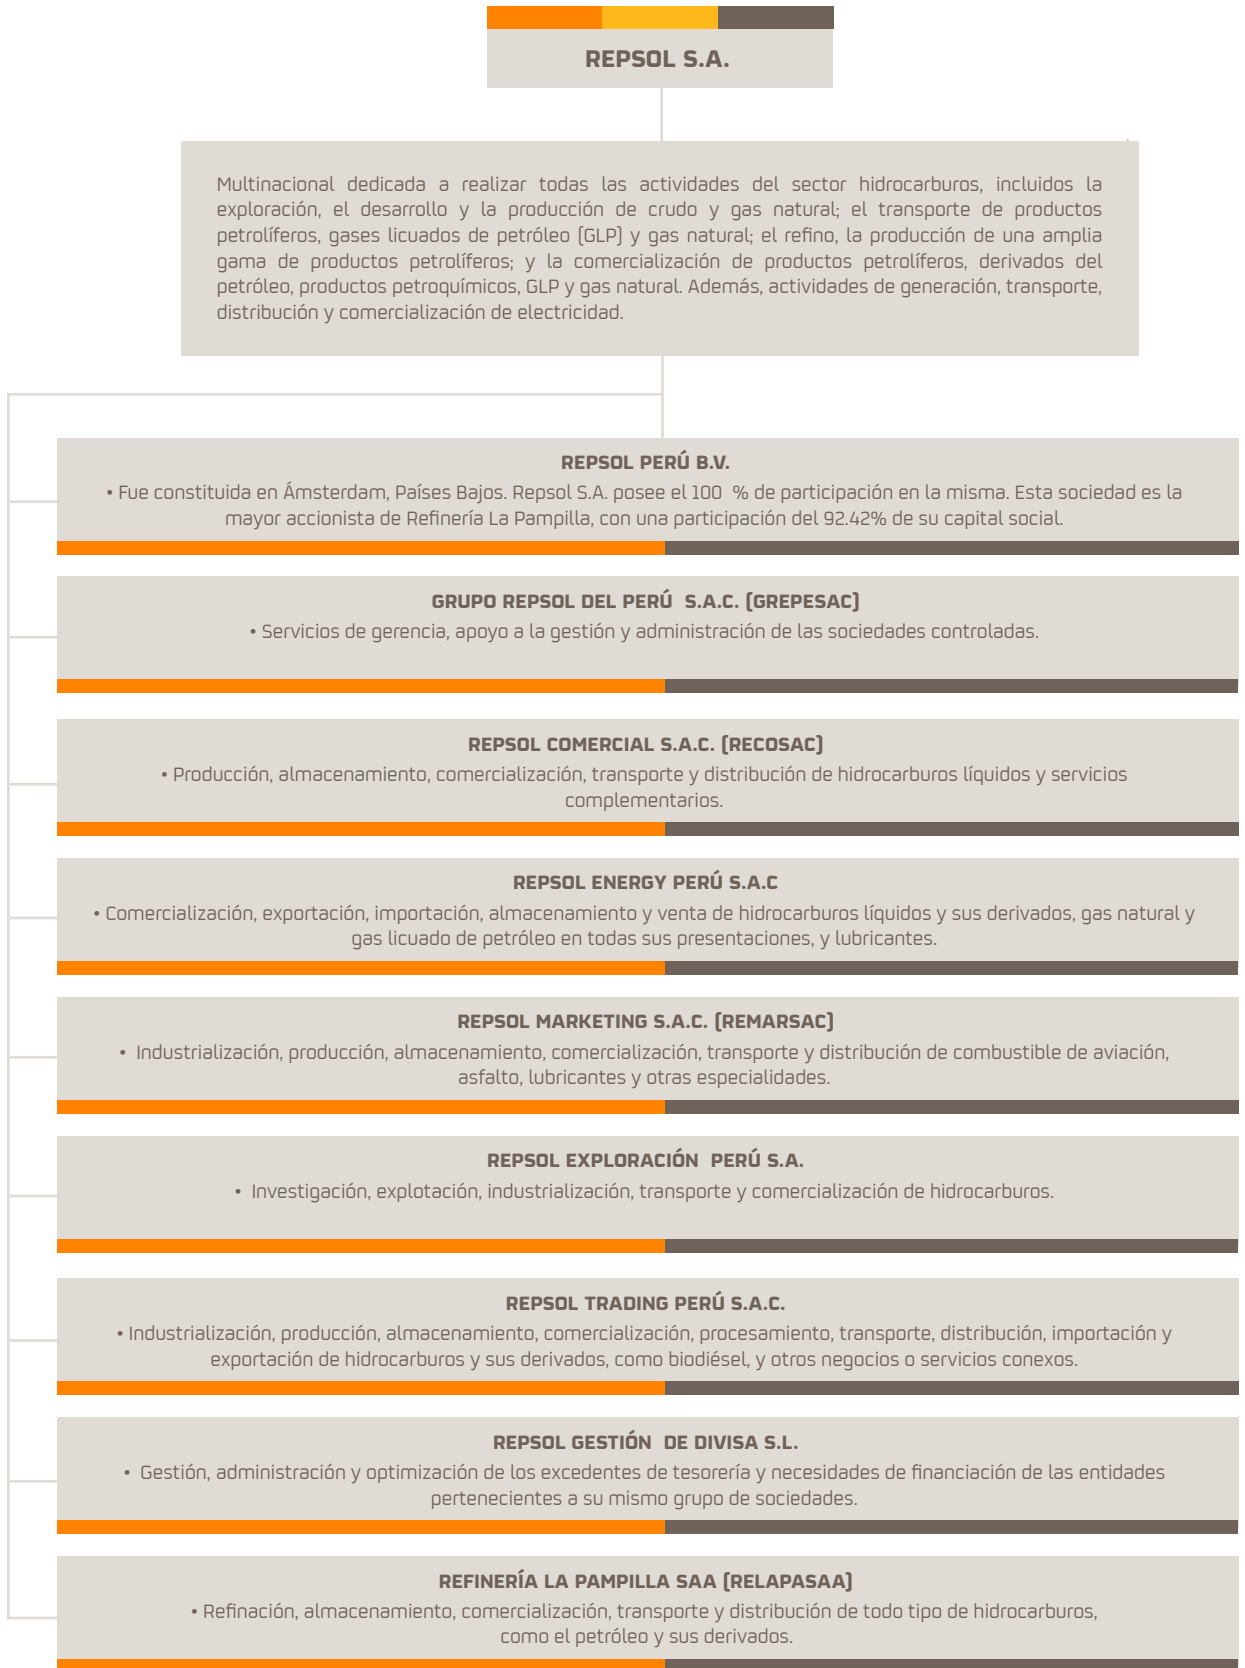 REPSOL S.A.
Multinacional dedicada a realizar todas las actividades del sector hidrocarburos, incluidos la
exploración, el desarrollo y la producción de crudo y gas natural; el transporte de productos
petrolíferos, gases licuados de petróleo (GLP) y gas natural; el refino, la producción de una amplia
gama de productos petrolíferos; y la comercialización de productos petrolíferos, derivados del
petróleo, productos petroquímicos, GLP y gas natural. Además, actividades de generación, transporte,
distribución y comercialización de electricidad.
REPSOL PERÚ B.V.
• Fue constituida en Ámsterdam, Países Bajos. Repsol S.A. posee el 100 % de participación en la misma. Esta sociedad es la
mayor accionista de Refinería La Pampilla, con una participación del 92.42% de su capital social.
GRUPO REPSOL DEL PERÚ S.A.C. (GREPESAC)
• Servicios de gerencia, apoyo a la gestión y administración de las sociedades controladas.
REPSOL COMERCIAL S.A.C. (RECOSAC)
• Producción, almacenamiento, comercialización, transporte y distribución de hidrocarburos líquidos y servicios
complementarios.
REPSOL ENERGY PERÚ S.A.C
• Comercialización, exportación, importación, almacenamiento y venta de hidrocarburos líquidos y sus derivados, gas natural y
gas licuado de petróleo en todas sus presentaciones, y lubricantes.
REPSOL MARKETING S.A.C. (REMARSAC)
• Industrialización, producción, almacenamiento, comercialización, transporte y distribución de combustible de aviación,
asfalto, lubricantes y otras especialidades.
REPSOL EXPLORACIÓN PERÚ S.A.
• Investigación, explotación, industrialización, transporte y comercialización de hidrocarburos.
REPSOL TRADING PERÚ S.A.C.
• Industrialización, producción, almacenamiento, comercialización, procesamiento, transporte, distribución, importación y
exportación de hidrocarburos y sus derivados, como biodiésel, y otros negocios o servicios conexos.
REPSOL GESTIÓN DE DIVISA S.L.
• Gestión, administración y optimización de los excedentes de tesorería y necesidades de financiación de las entidades
pertenecientes a su mismo grupo de sociedades.
REFINERÍA LA PAMPILLA SAA (RELAPASAA)
• Refinación, almacenamiento, comercialización, transporte y distribución de todo tipo de hidrocarburos,
como el petróleo y sus derivados.